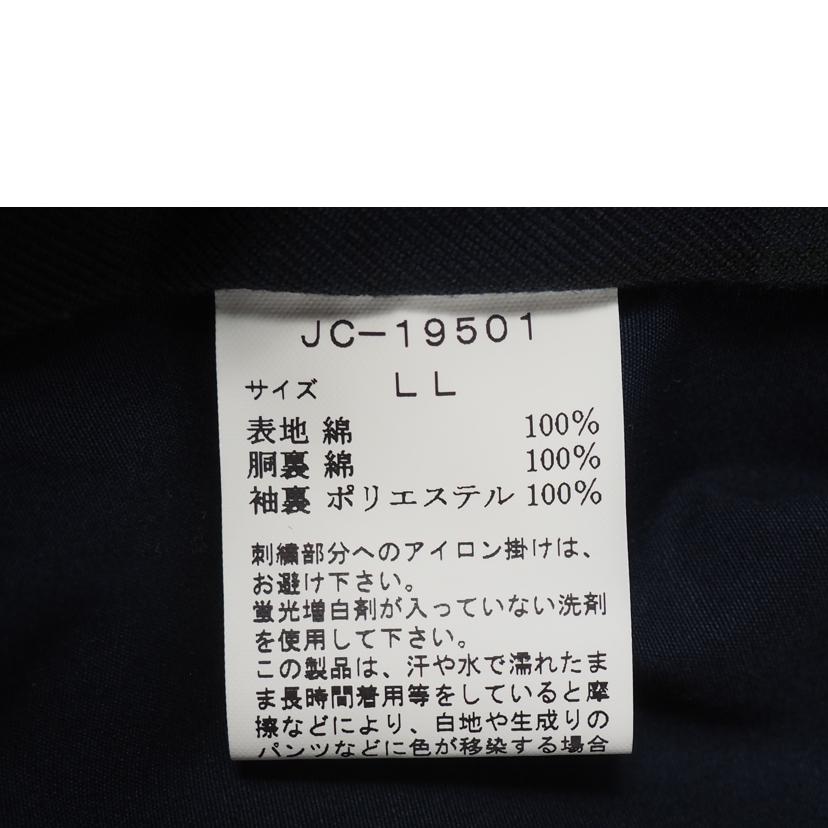 JC-19501
サイズ LL
表地 綿 100%
胴裏 綿 100%
袖裏 ポリエステル 100%
刺繍部分へのアイロン掛けは、
お避け下さい。
蛍光増白剤が入っていない洗剤
を使用して下さい。
この製品は、汗や水で濡れたま
ま長時間着用等をしていると摩
擦などにより、白地や生成りの
パンツなどに色が移染する場合